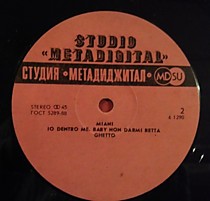 STUDIO
«METADIGITAL»
СТУДИЯ «МЕТАДИДЖИТАЛ» MDSU
STEREO 45
ГОСТ 5289-88
2
A 1290
MIAMI
IO DENTRO ME. BABY NON DARMI RETTA
GHETTO